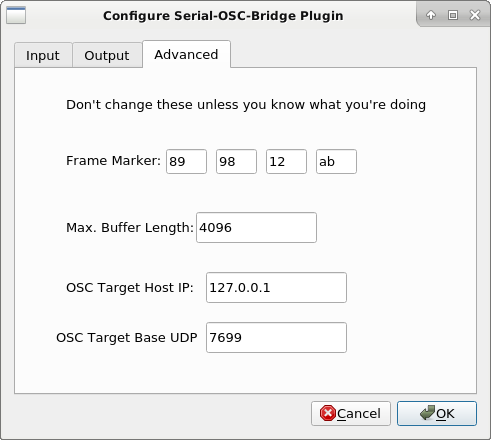 Configure Serial-OSC-Bridge Plugin
Input Output Advanced
Don't change these unless you know what you're doing
Frame Marker: 89 98 12 ab
Max. Buffer Length: 4096
OSC Target Host IP: 127.0.0.1
OSC Target Base UDP 7699
Cancel OK